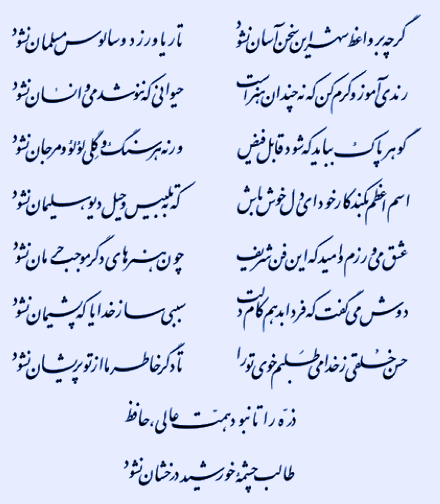 گرچه بر واعظ شهر این سخن آسان نشود تا ریا ورزد و سالوس مسلمان نشود
رندی آموز و کرم کن که نه چندان هنر است حیوانی که ننوشد می و انسان نشود
گوهر پاک بباید که شود قابل فیض ورنه هر سنگ و گلی لؤلؤ و مرجان نشود
اسم اعظم بکند کار خود ای دل خوش باش که به تلبیس و حیل دیو سلیمان نشود
عشق می‌ورزم و امید که این فن شریف چون هنرهای دگر موجب حرمان نشود
دوش می‌گفت که فردا بدهم کام دلت سببی ساز خدایا که پشیمان نشود
حسن خلقی ز خدا می‌طلبم خوی تو را تا دگر خاطر ما از تو پریشان نشود
ذرّه را تا نبود همّت عالی، حافظ
طالب چشمهٔ خورشید درخشان نشود